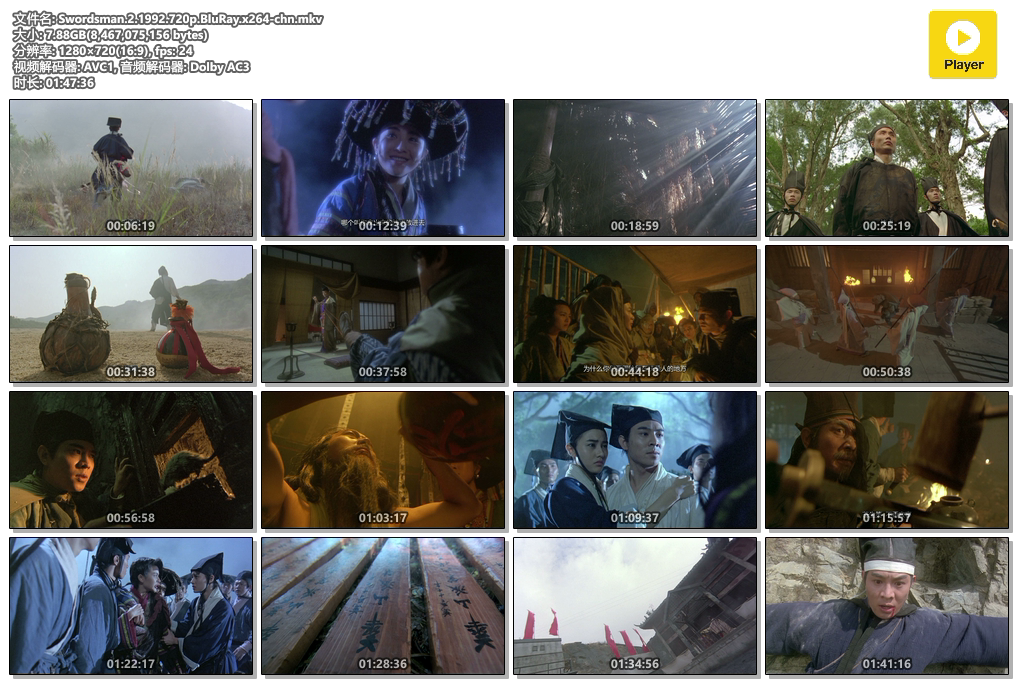 文件名: Swordsman.2.1992.720p.BluRay.x264-chn.mkv
大小: 7.88GB(8,467,075,156 bytes)
分辨率: 1280×720(16:9), fps: 24
视频解码器: AVC1, 音频解码器: Dolby AC3
时长: 01:47:36
Player
00:06:19
00:12:39
00:18:59
00:25:19
00:31:38
00:37:58
为什么 人的地方
00:44:18
00:50:38
00:56:58
01:03:17
01:09:37
01:15:57
01:22:17
01:28:36
01:34:56
01:41:16